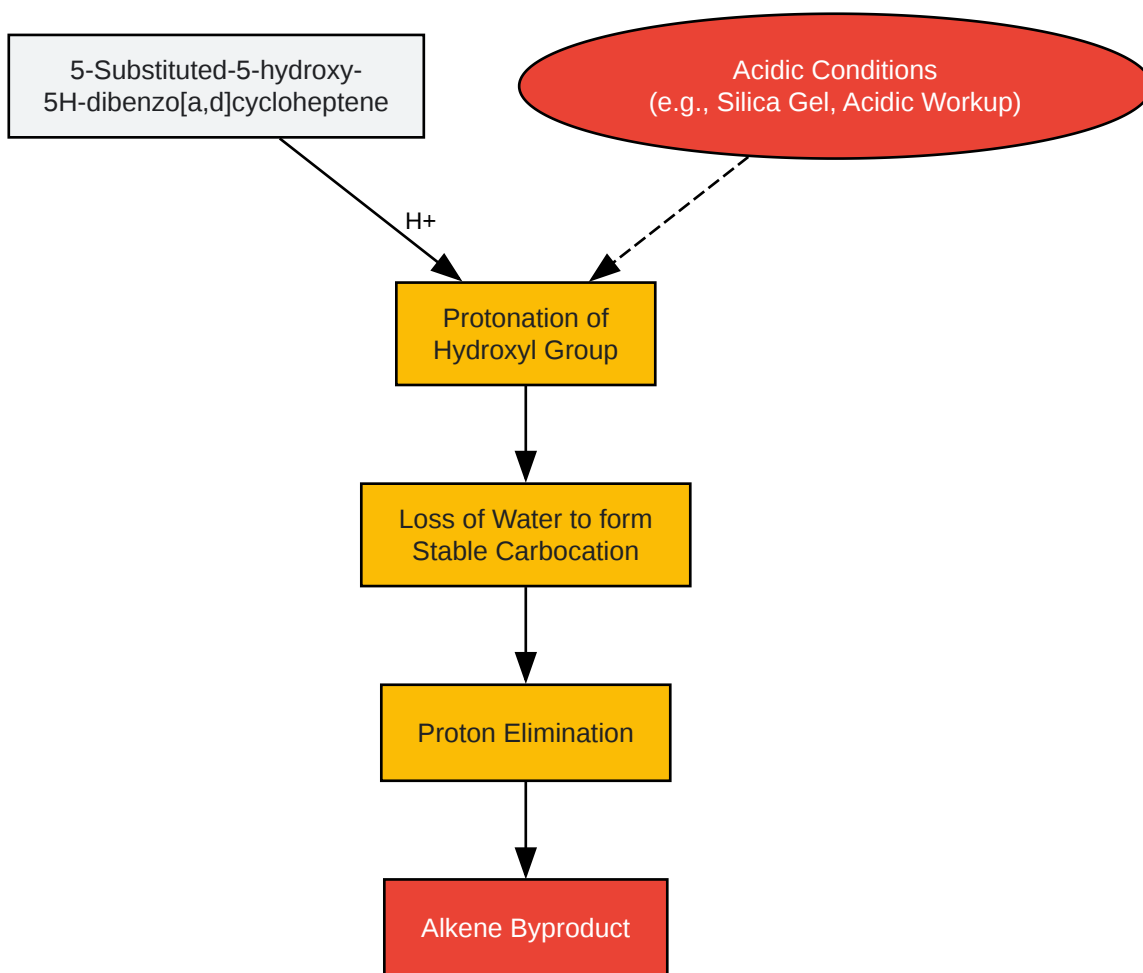 5-Substituted-5-hydroxy-
5H-dibenzo[a,d]cycloheptene
Acidic Conditions
(e.g., Silica Gel, Acidic Workup)
H+
Protonation of
Hydroxyl Group
Loss of Water to form
Stable Carbocation
Proton Elimination
Alkene Byproduct